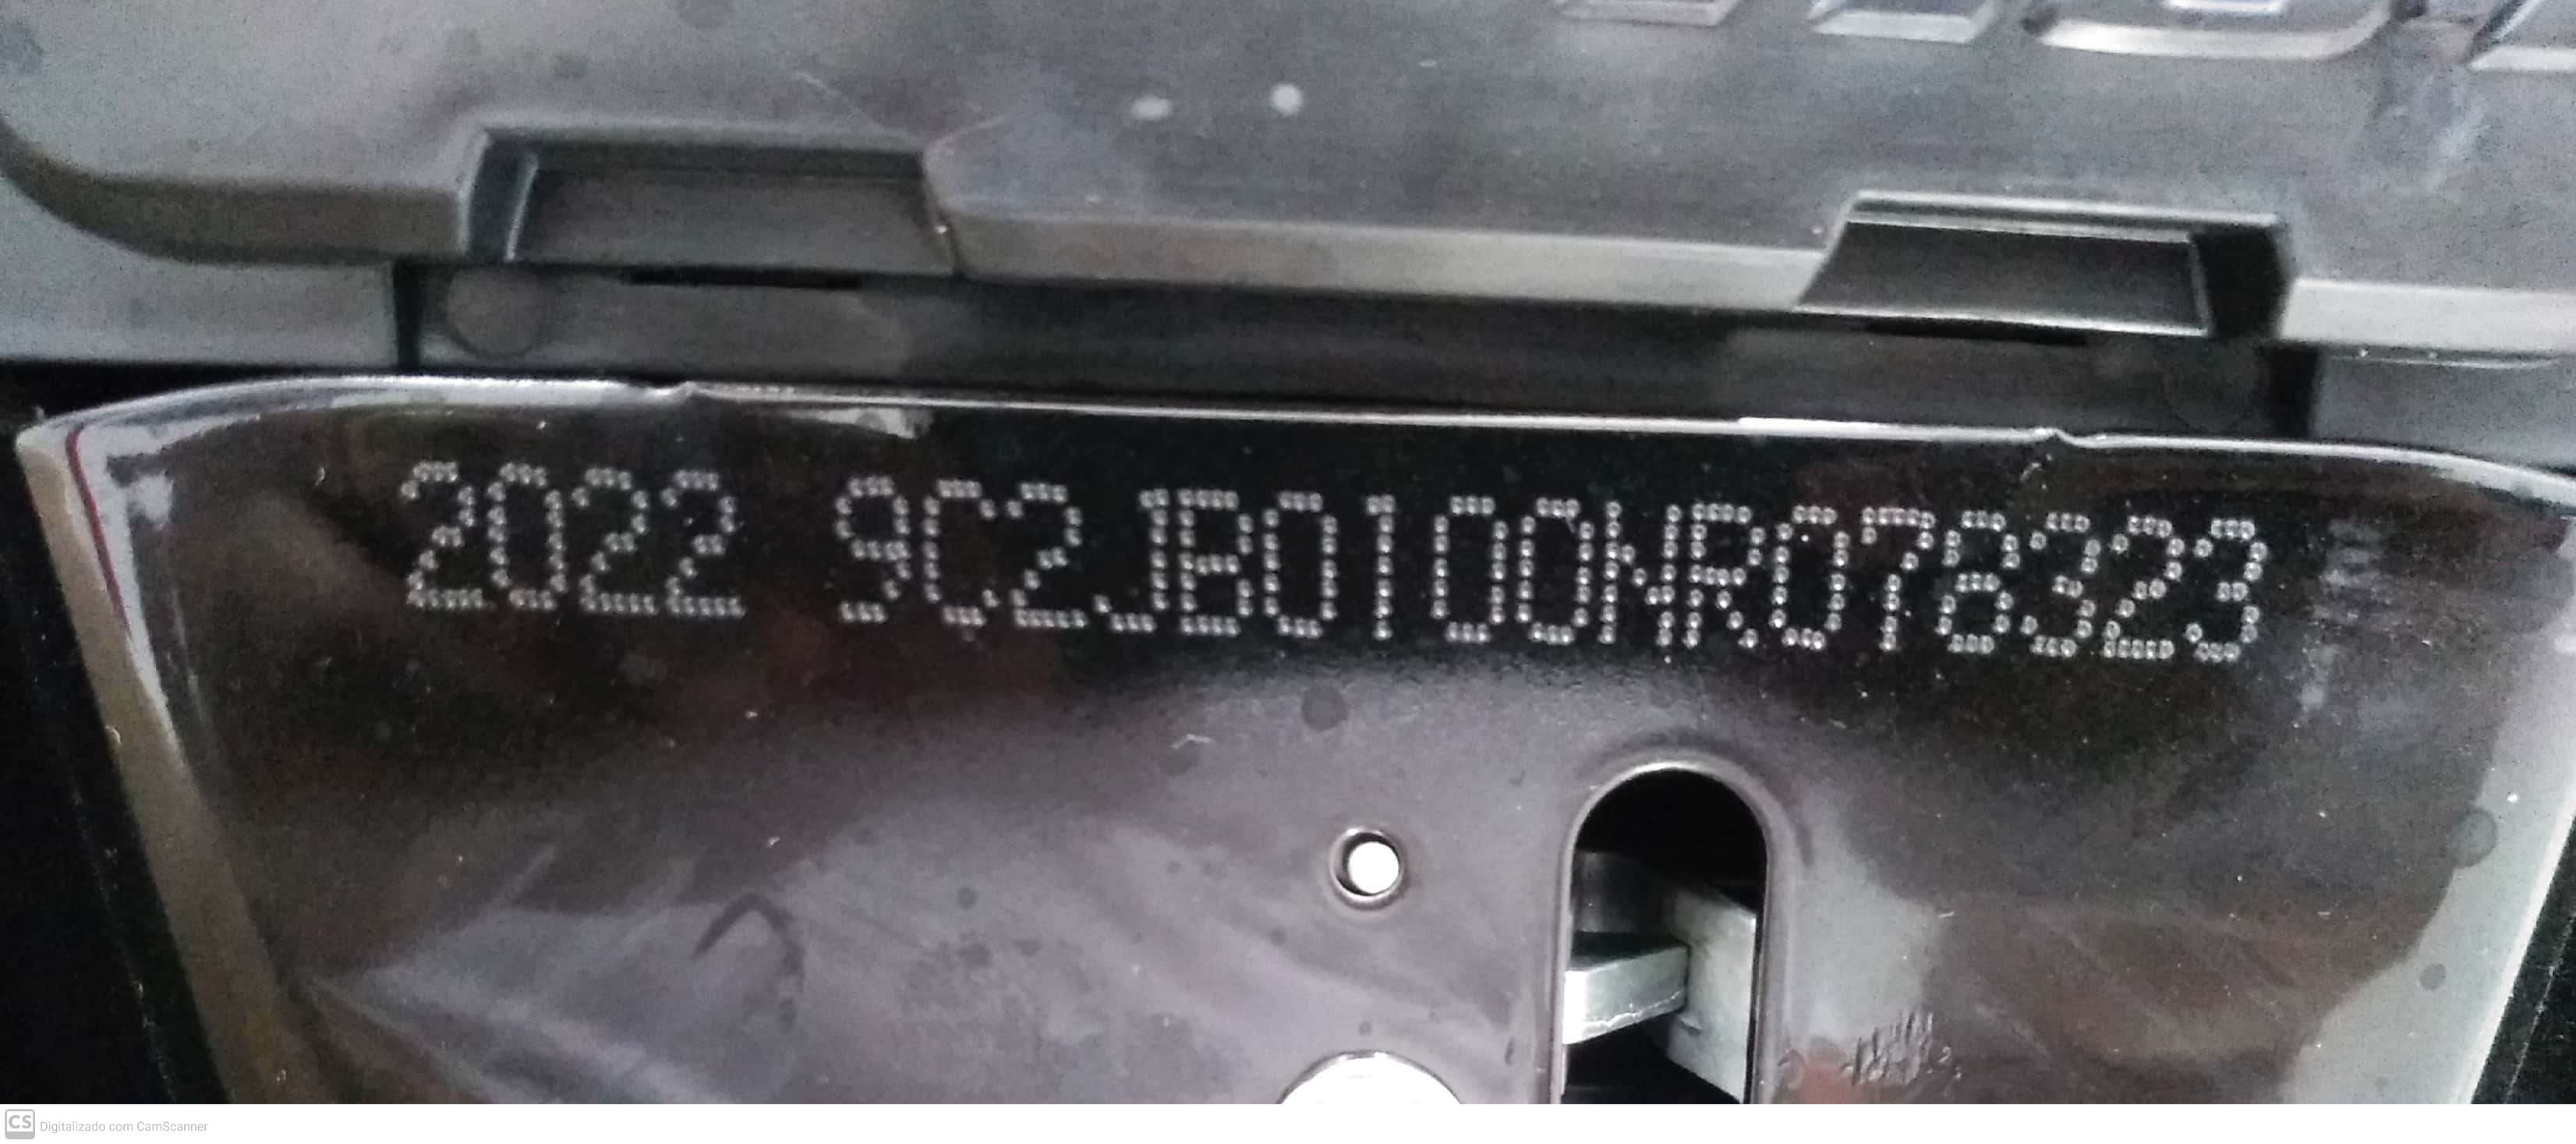 2022 9C2JB0100NR078323
CS Digitalizado com CamScanner